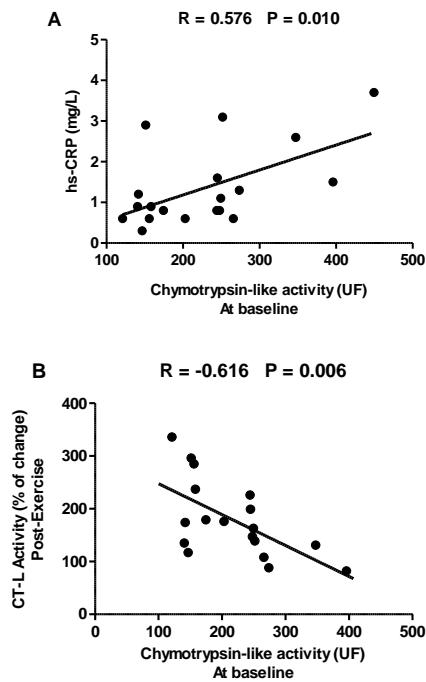 A
R = 0.576 P = 0.010
hs-CRP (mg/L)
5
4
3
2
1
0
100 200 300 400 500
Chymotrypsin-like activity (UF)
At baseline
B
R = -0.616 P = 0.006
CT-L Activity (% of change)
Post-Exercise
400
300
200
100
0
0 100 200 300 400 500
Chymotrypsin-like activity (UF)
At baseline